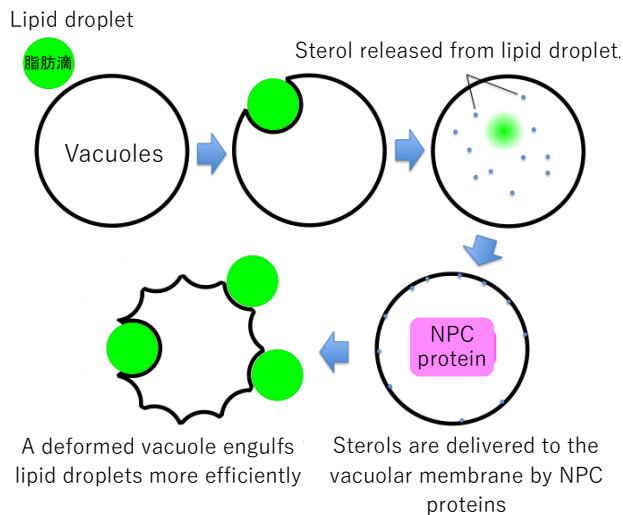 Lipid droplet
脂肪滴
Vacuoles
Sterol released from lipid droplet.
NPC
protein
A deformed vacuole engulfs
lipid droplets more efficiently
Sterols are delivered to the
vacuolar membrane by NPC
proteins